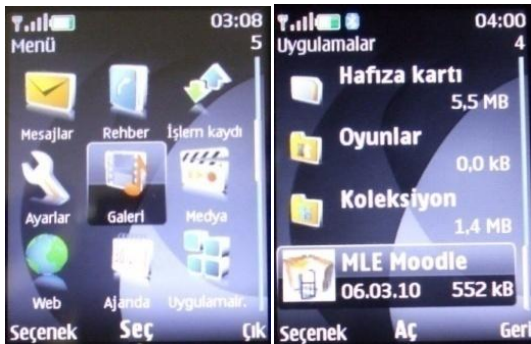 03:08
Menü 5
Mesajlar Rehber İşlem kaydı
Ayarlar Galeri Medya
Web Ajanda Uygulamalr.
Seçenek Seç Çık
04:00
Uygulamalar 4
Hafıza kartı
5,5 MB
Oyunlar
0,0 kB
Koleksiyon
1,4 MB
MLE Moodle
06.03.10 552 kB
Seçenek Aç Geri